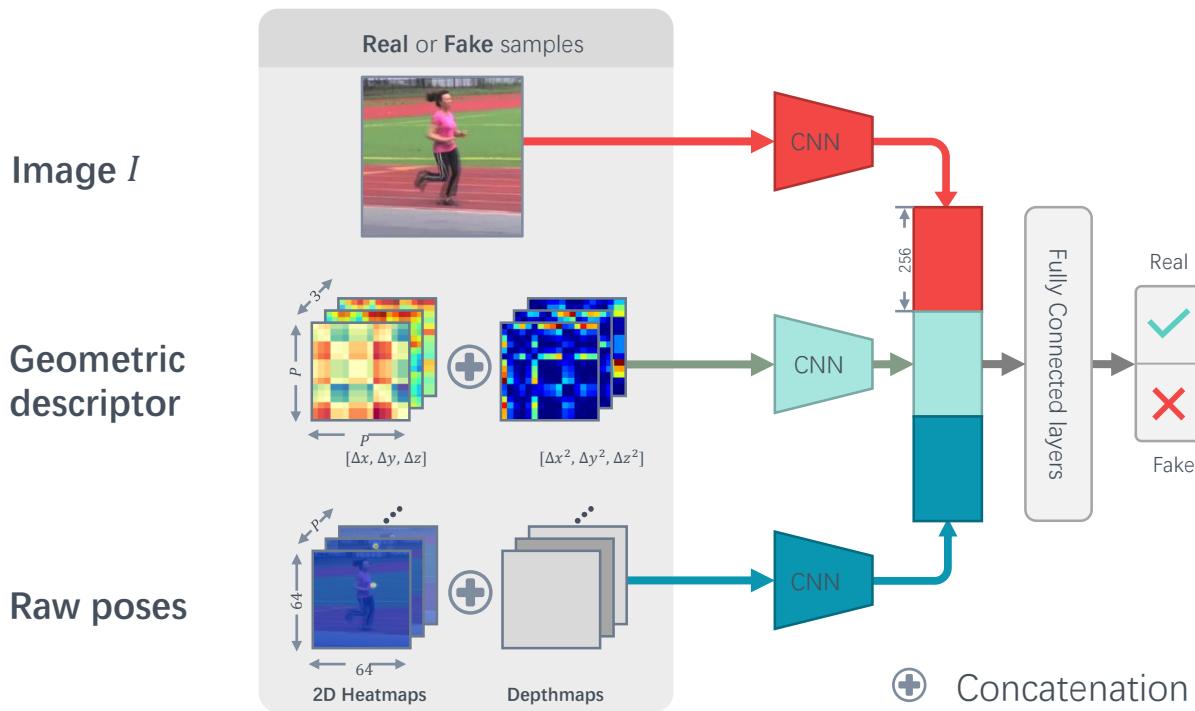 Real or Fake samples
Image I
CNN
256
Fully Connected layers
Real
Fake
Geometric
descriptor
3
P
P
[Δx, Δy, Δz]
[Δx², Δy², Δz²]
CNN
Raw poses
P
64
64
2D Heatmaps
Depthmaps
CNN
Concatenation